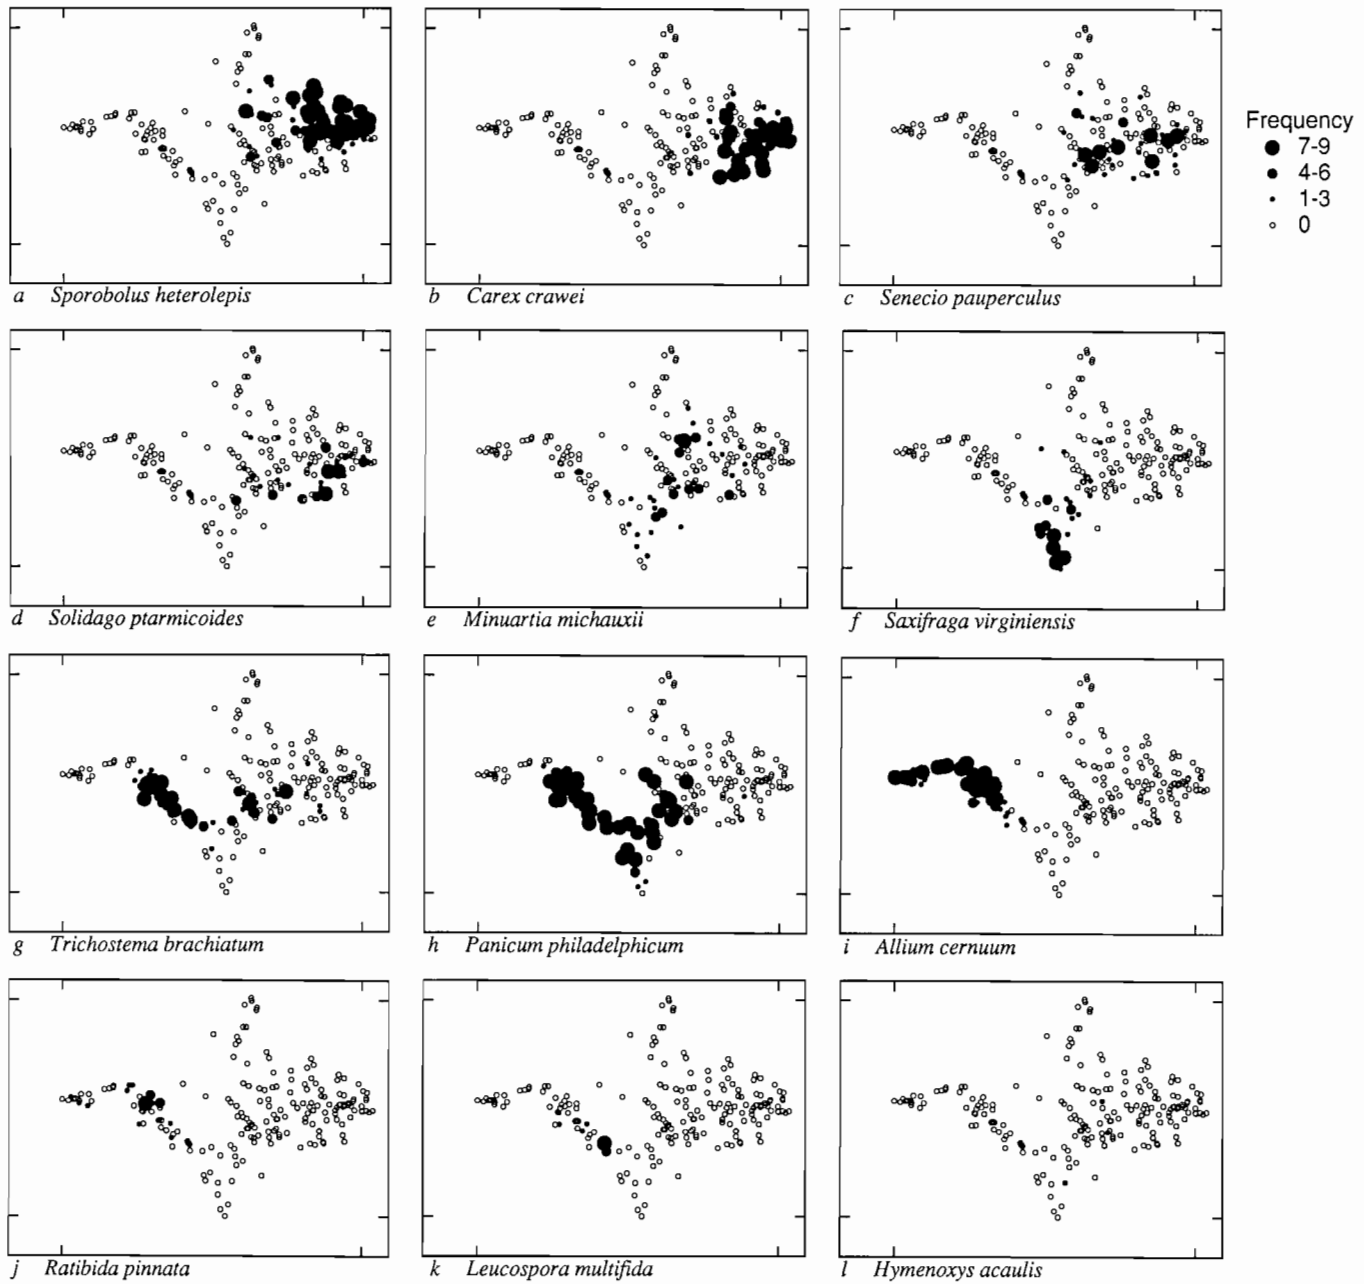 Frequency
7-9
4-6
1-3
0
a Sporobolus heterolepis
b Carex crawei
c Senecio pauperculus
d Solidago ptarmicoides
e Minuartia michauxii
f Saxifraga virginiensis
g Trichostema brachiatum
h Panicum philadelphicum
i Allium cernuum
j Ratibida pinnata
k Leucospora multifida
l Hymenoxys acaulis